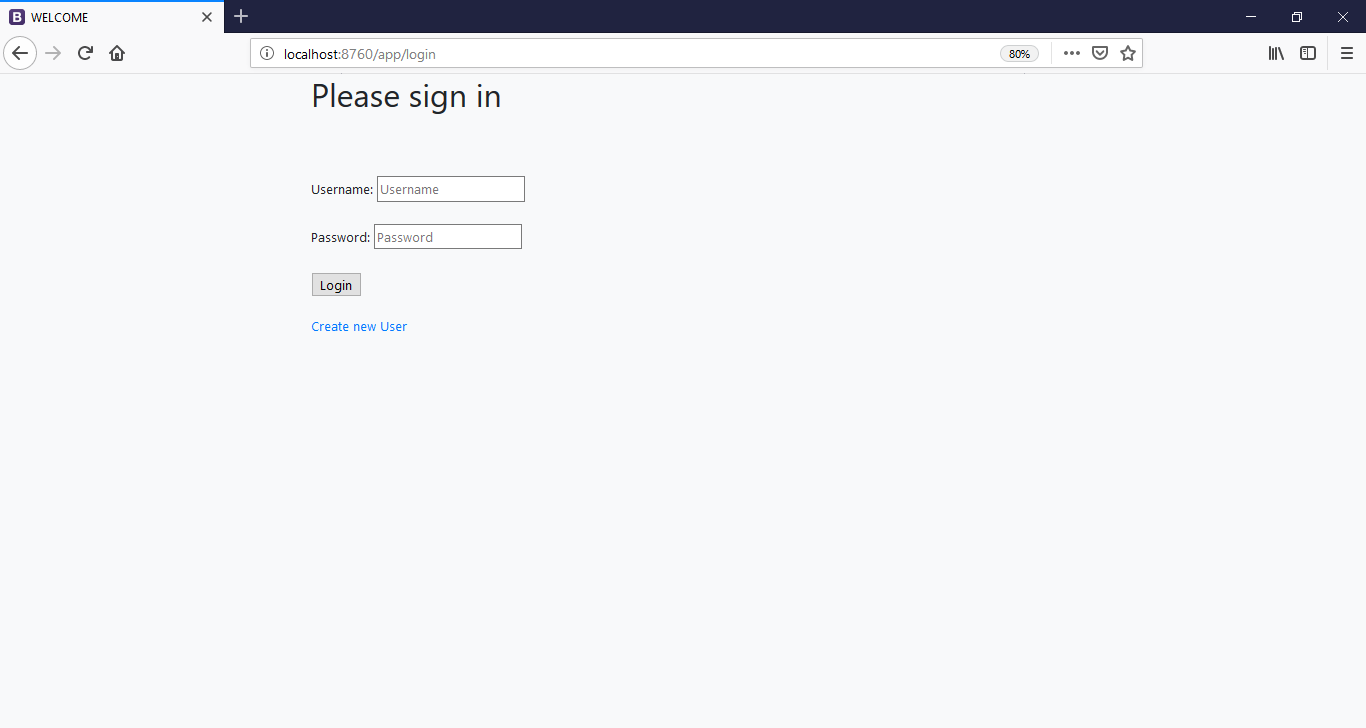 WELCOME
localhost:8760/app/login
80%
Please sign in
Username: Username
Password: Password
Login
Create new User